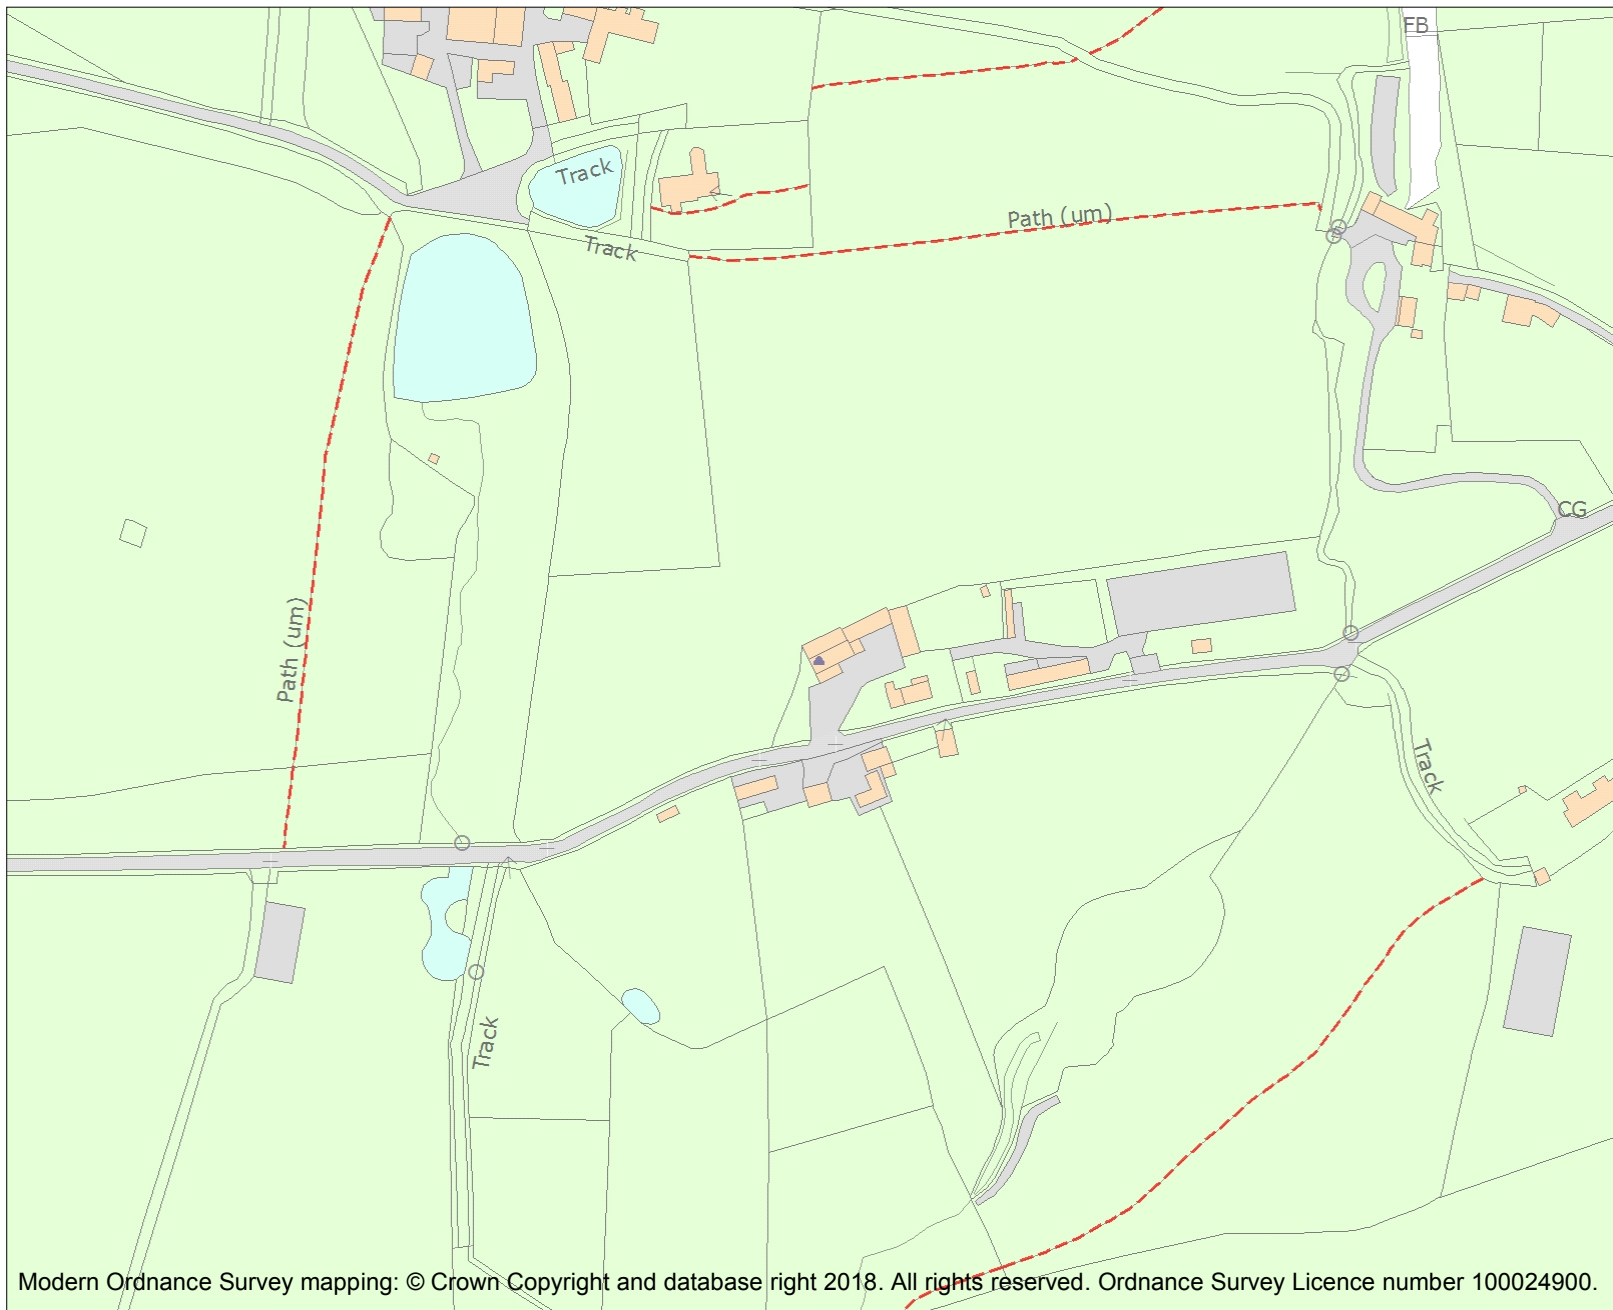 FB
Track
Path (um)
Track
CG
Path (um)
Track
Track
Modern Ordnance Survey mapping: © Crown Copyright and database right 2018. All rights reserved. Ordnance Survey Licence number 100024900.